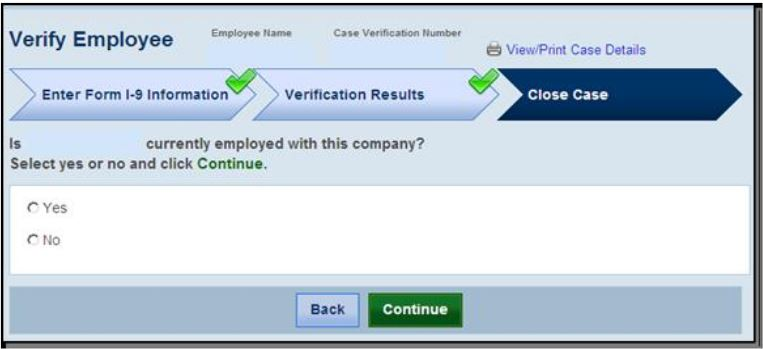 Verify Employee
Employee Name
Case Verification Number
View/Print Case Details
Enter Form I-9 Information
Verification Results
Close Case
Is currently employed with this company?
Select yes or no and click Continue.
Yes
No
Back
Continue